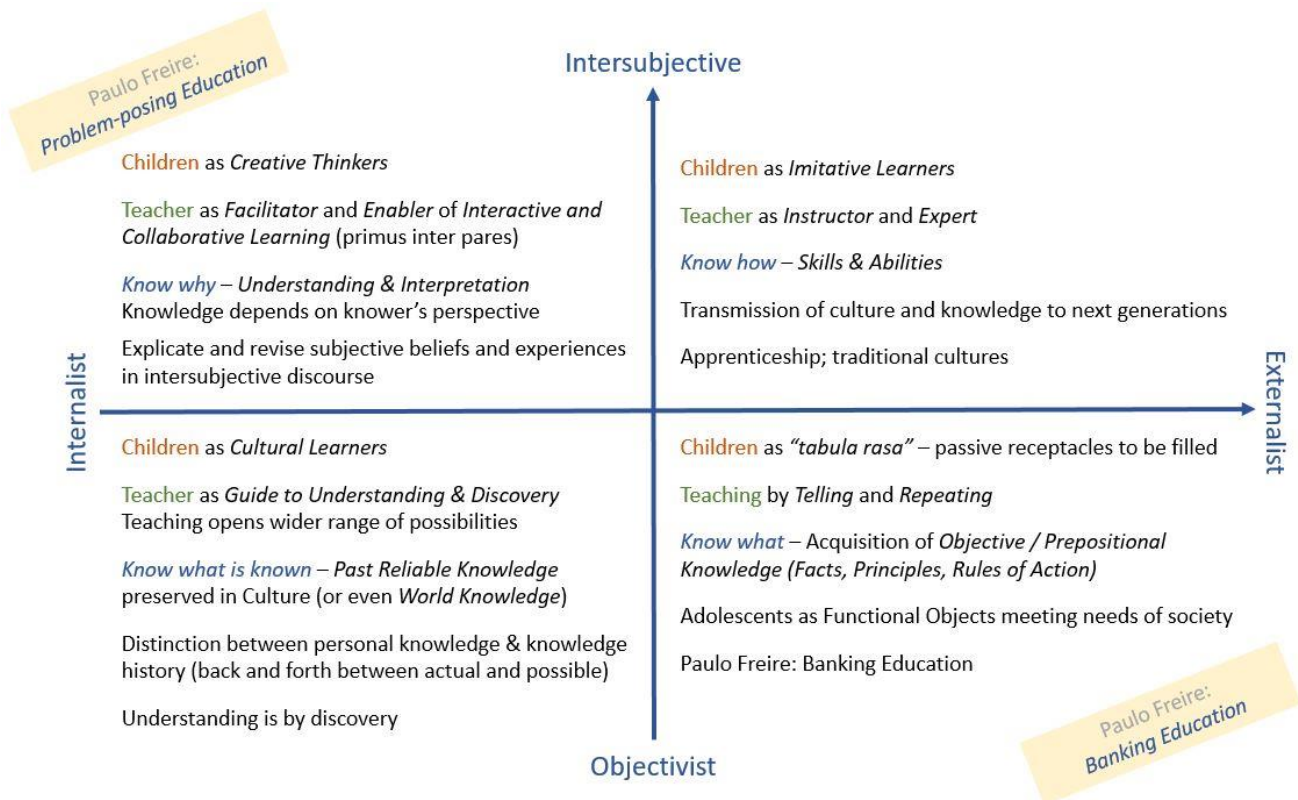 Paulo Freire:
Problem-posing Education
Intersubjective
Children as Creative Thinkers
Teacher as Facilitator and Enabler of Interactive and
Collaborative Learning (primus inter pares)
Know why – Understanding & Interpretation
Knowledge depends on knower's perspective
Explicate and revise subjective beliefs and experiences
in intersubjective discourse
Children as Imitative Learners
Teacher as Instructor and Expert
Know how – Skills & Abilities
Transmission of culture and knowledge to next generations
Apprenticeship; traditional cultures
Internalist
Externalist
Children as Cultural Learners
Teacher as Guide to Understanding & Discovery
Teaching opens wider range of possibilities
Know what is known – Past Reliable Knowledge
preserved in Culture (or even World Knowledge)
Distinction between personal knowledge & knowledge
history (back and forth between actual and possible)
Understanding is by discovery
Children as "tabula rasa" – passive receptacles to be filled
Teaching by Telling and Repeating
Know what – Acquisition of Objective / Prepositional
Knowledge (Facts, Principles, Rules of Action)
Adolescents as Functional Objects meeting needs of society
Paulo Freire: Banking Education
Paulo Freire:
Banking Education
Objectivist